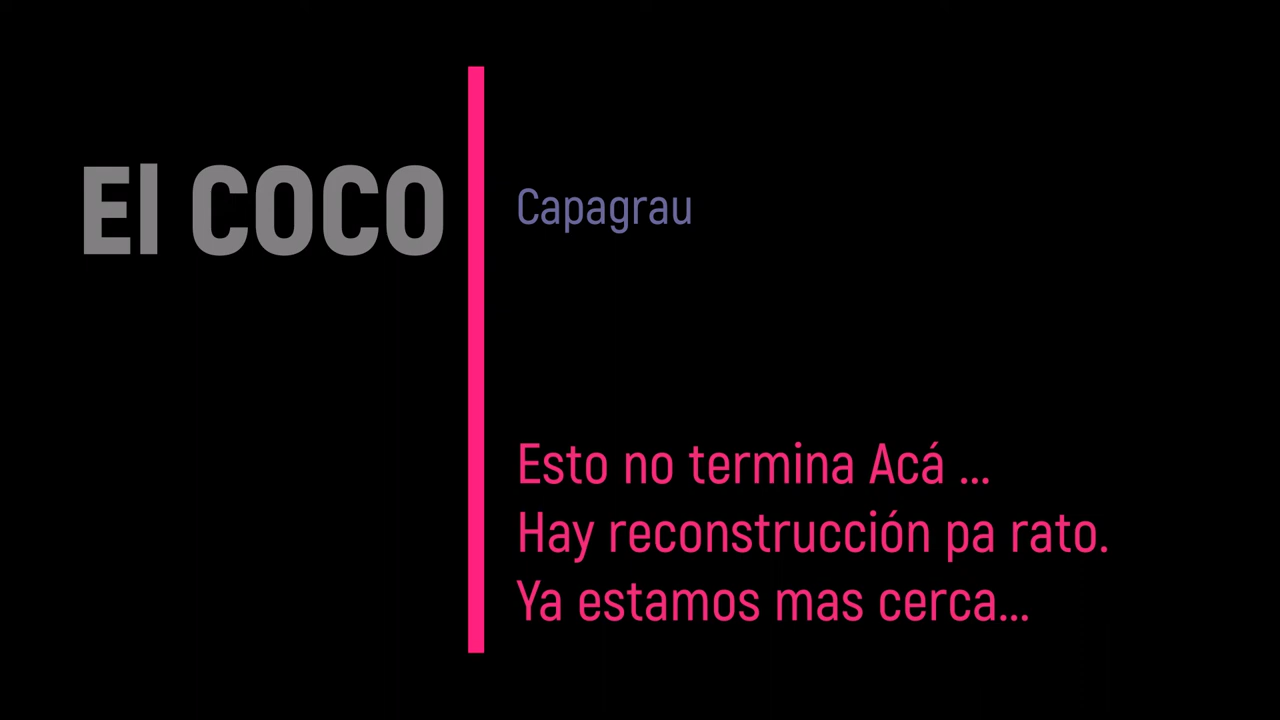 El COCO
Capagrau
Esto no termina Acá ...
Hay reconstrucción pa rato.
Ya estamos mas cerca...